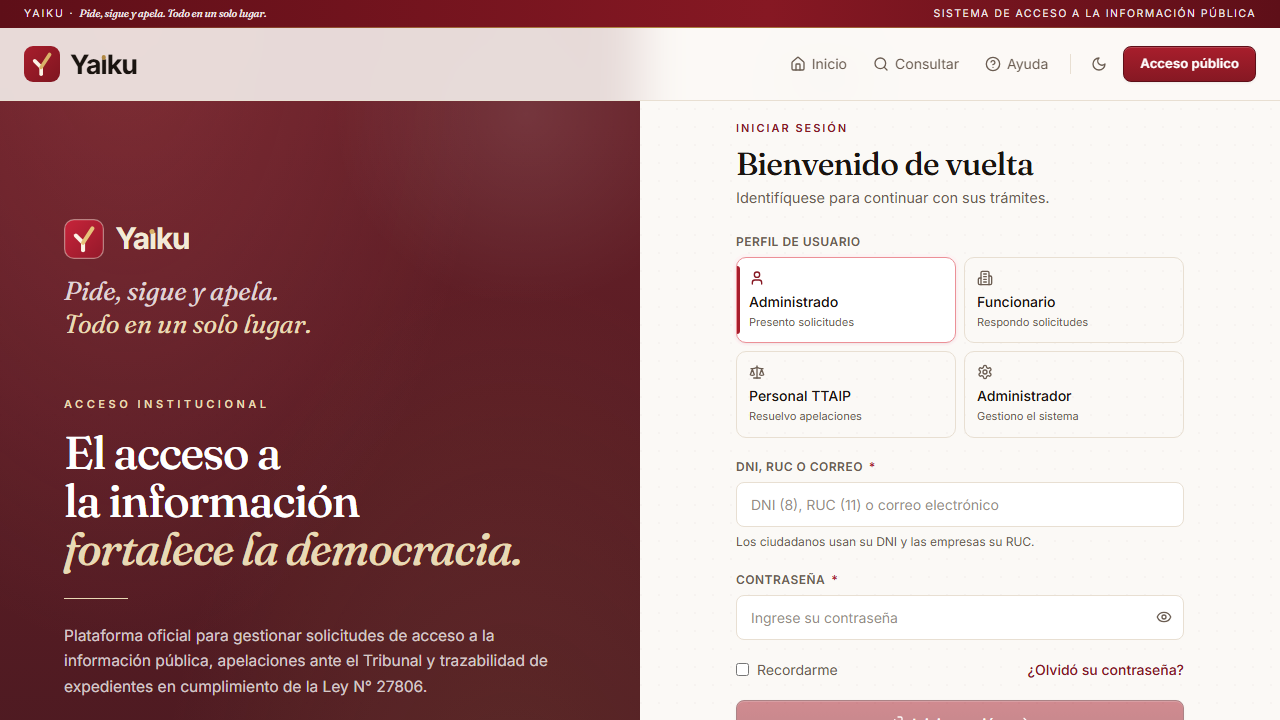 YAIKU · Pide, sigue y apela. Todo en un solo lugar.
SISTEMA DE ACCESO A LA INFORMACIÓN PÚBLICA
Yaiku
Inicio
Consultar
Ayuda
Acceso público
Yaiku
Pide, sigue y apela.
Todo en un solo lugar.
ACCESO INSTITUCIONAL
El acceso a
la información
fortalece la democracia.
Plataforma oficial para gestionar solicitudes de acceso a la
información pública, apelaciones ante el Tribunal y trazabilidad de
expedientes en cumplimiento de la Ley N° 27806.
INICIAR SESIÓN
Bienvenido de vuelta
Identifíquese para continuar con sus trámites.
PERFIL DE USUARIO
Administrado
Presento solicitudes
Funcionario
Respondo solicitudes
Personal TTAIP
Resuelvo apelaciones
Administrador
Gestiono el sistema
DNI, RUC O CORREO *
DNI (8), RUC (11) o correo electrónico
Los ciudadanos usan su DNI y las empresas su RUC.
CONTRASEÑA *
Ingrese su contraseña
Recordarme
¿Olvidó su contraseña?